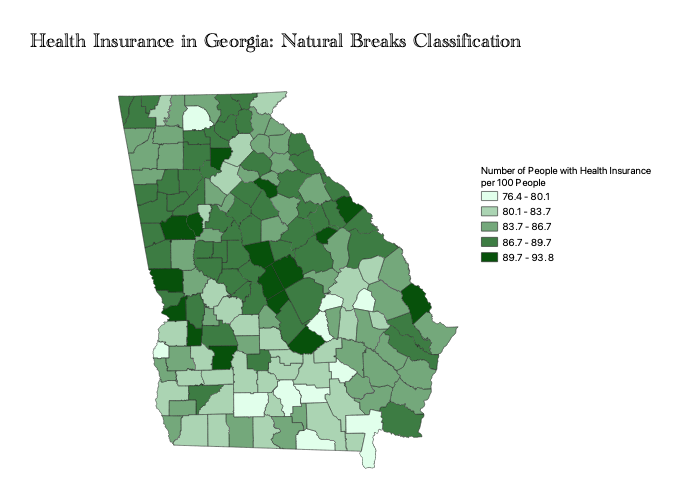 Health Insurance in Georgia: Natural Breaks Classification
Number of People with Health Insurance
per 100 People
76.4 - 80.1
80.1 - 83.7
83.7 - 86.7
86.7 - 89.7
89.7 - 93.8